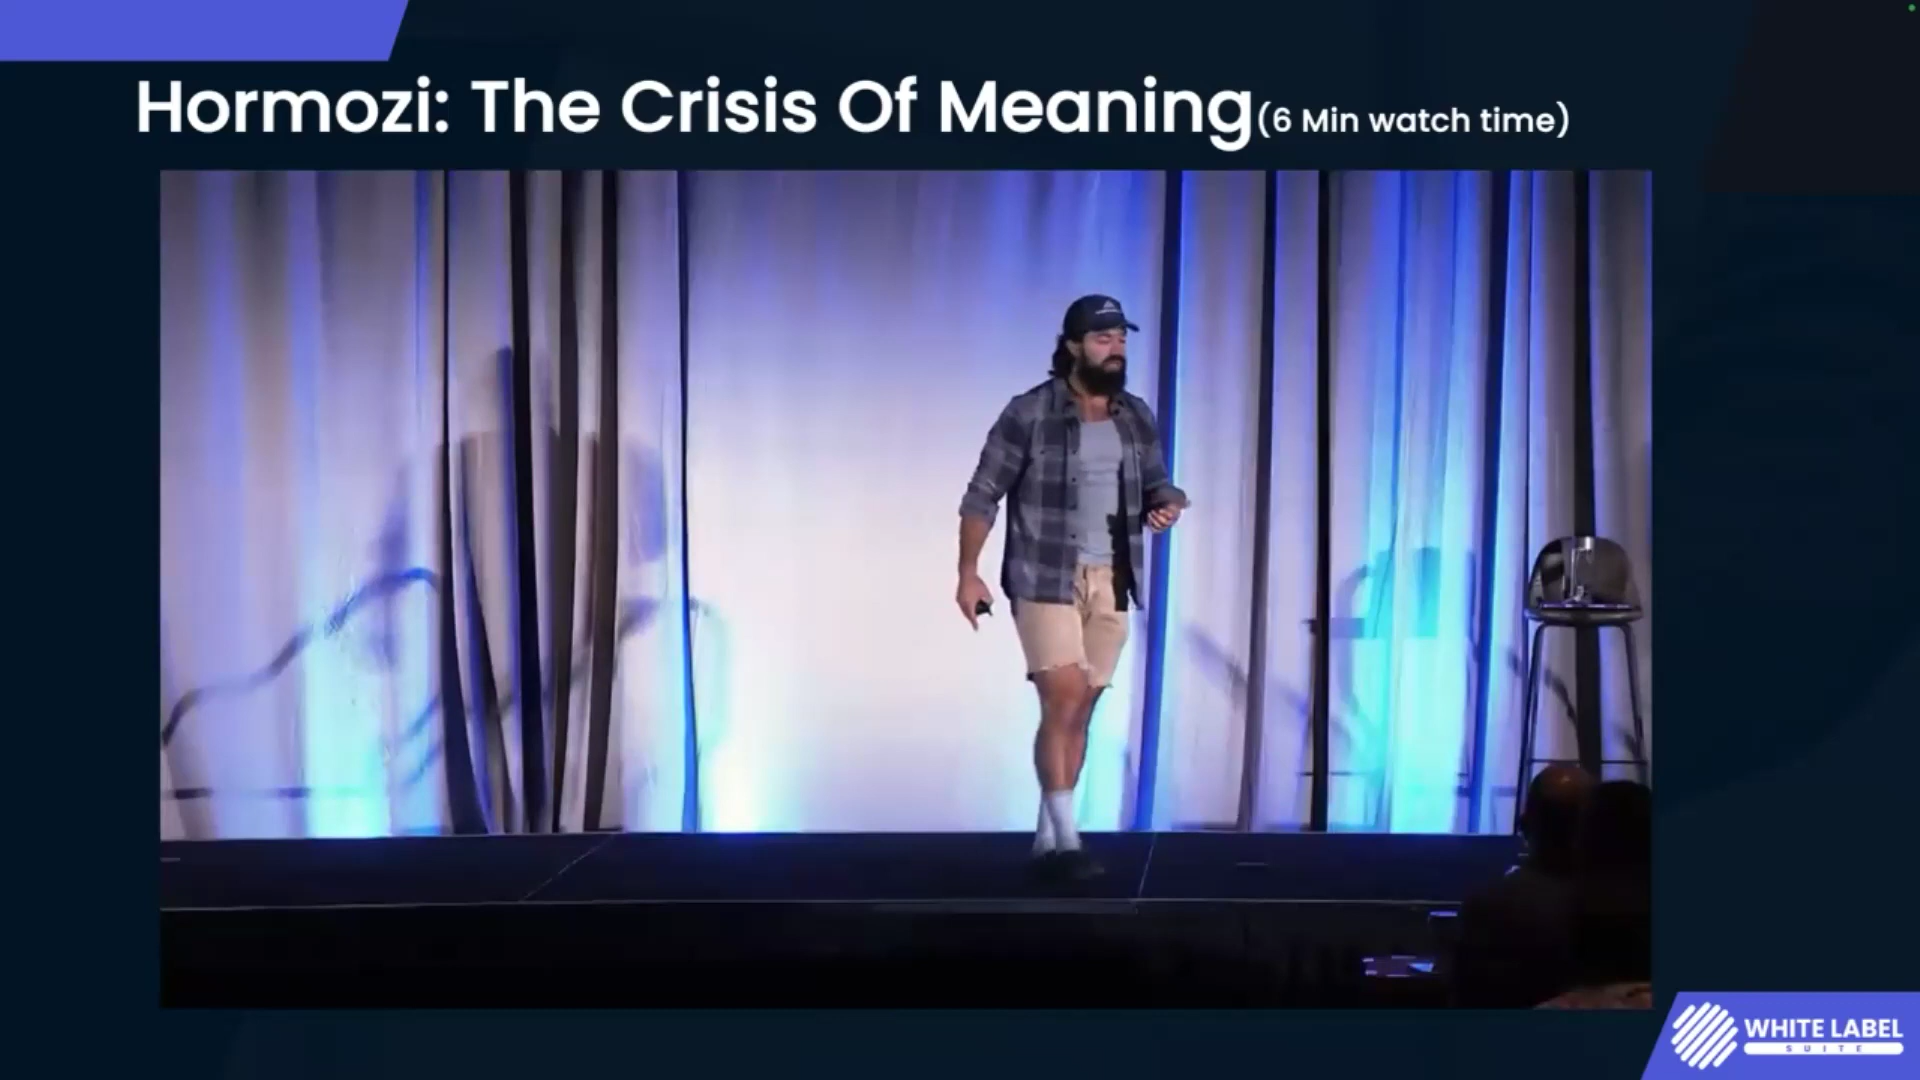 Hormozi: The Crisis Of Meaning(6 Min watch time)
WHITE LABEL
SUITE